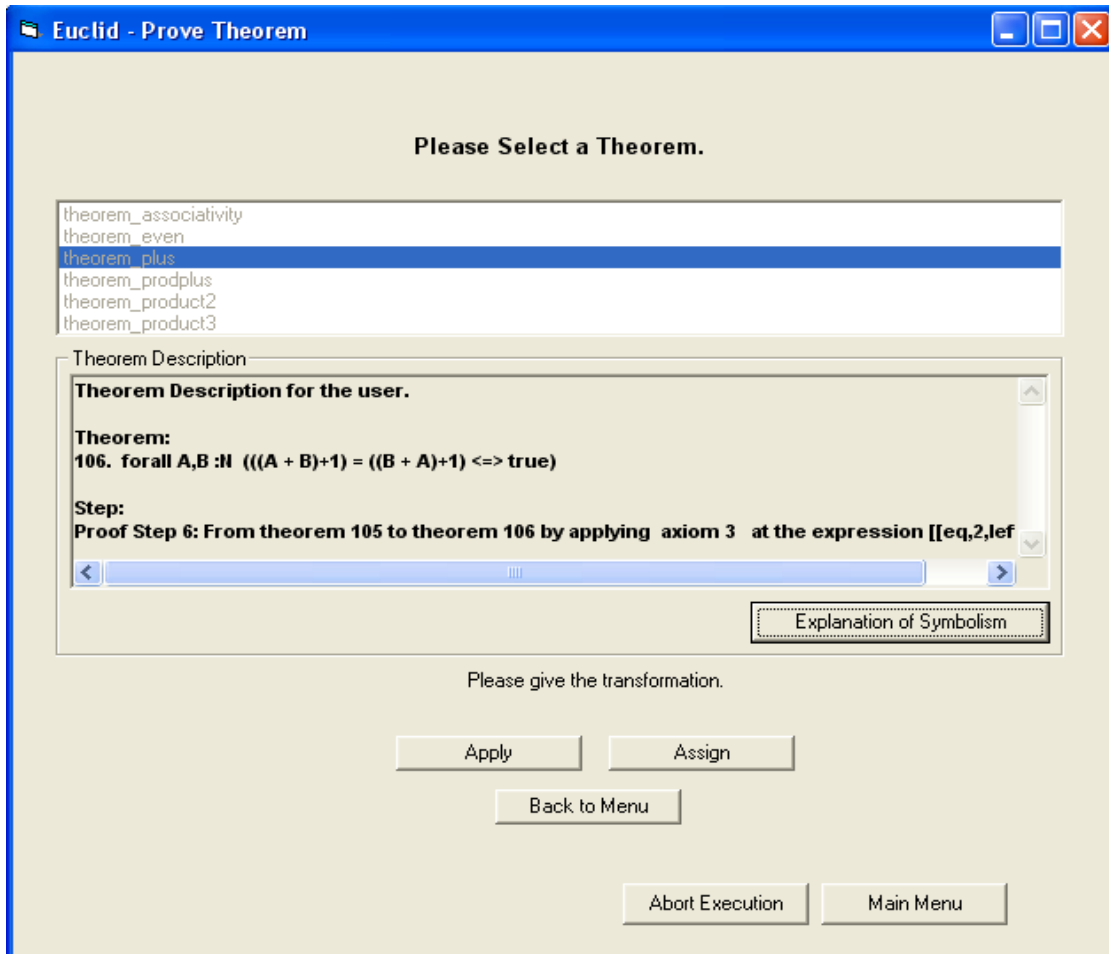 Euclid - Prove Theorem
Please Select a Theorem.
theorem_associativity
theorem_even
theorem_plus
theorem_prodplus
theorem_product2
theorem_product3
Theorem Description
Theorem Description for the user.
Theorem:
106.  forall A,B :N  (((A + B)+1) = ((B + A)+1) <=> true)
Step:
Proof Step 6: From theorem 105 to theorem 106 by applying  axiom 3   at the expression [[eq,2,lef
Explanation of Symbolism
Please give the transformation.
Apply Assign
Back to Menu
Abort Execution Main Menu